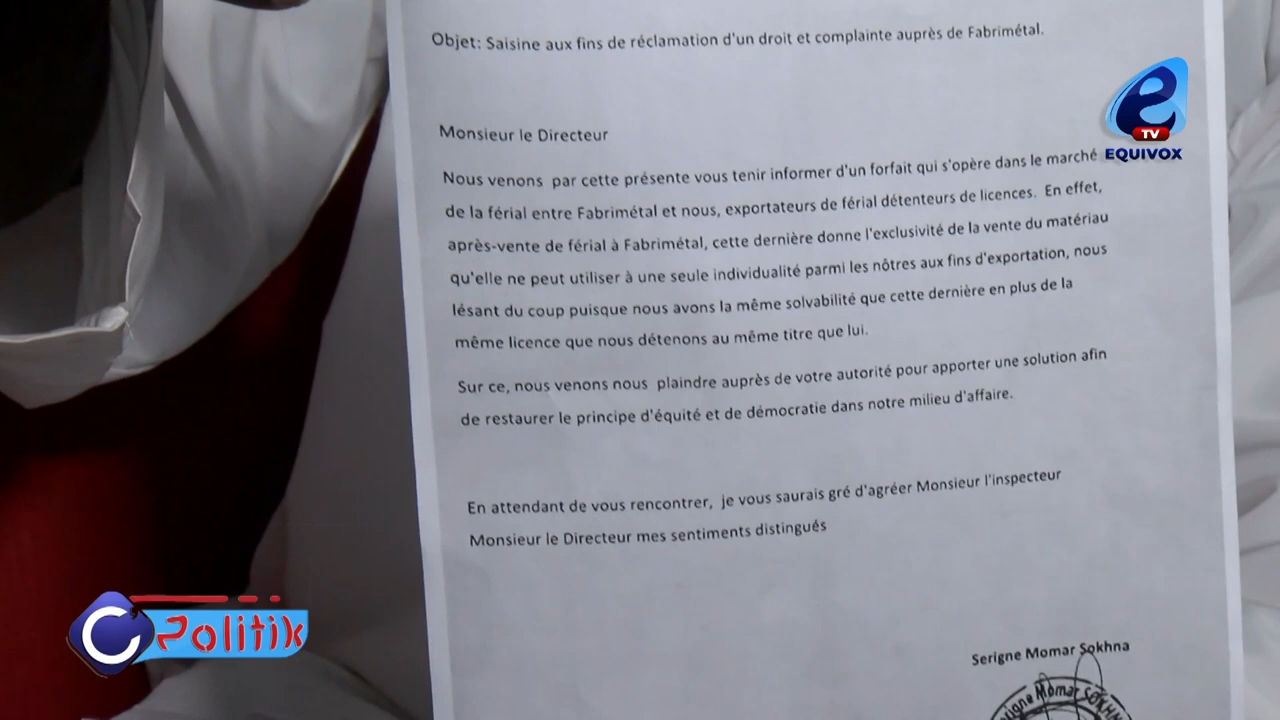 Objet: Saisine aux fins de réclamation d'un droit et complainte auprès de Fabrimétal.
e
TV
EQUIVOX
Monsieur le Directeur
Nous venons par cette présente vous tenir informer d'un forfait qui s'opère dans le marché
de la férial entre Fabrimétal et nous, exportateurs de férial détenteurs de licences. En effet,
après-vente de férial à Fabrimétal, cette dernière donne l'exclusivité de la vente du matériau
qu'elle ne peut utiliser à une seule individualité parmi les nôtres aux fins d'exportation, nous
lésant du coup puisque nous avons la même solvabilité que cette dernière en plus de la
même licence que nous détenons au même titre que lui.
Sur ce, nous venons nous plaindre auprès de votre autorité pour apporter une solution afin
de restaurer le principe d'équité et de démocratie dans notre milieu d'affaire.
En attendant de vous rencontrer, je vous saurais gré d'agréer Monsieur l'inspecteur
Monsieur le Directeur mes sentiments distingués
C' Politik
Serigne Momar Sokhna
Momar